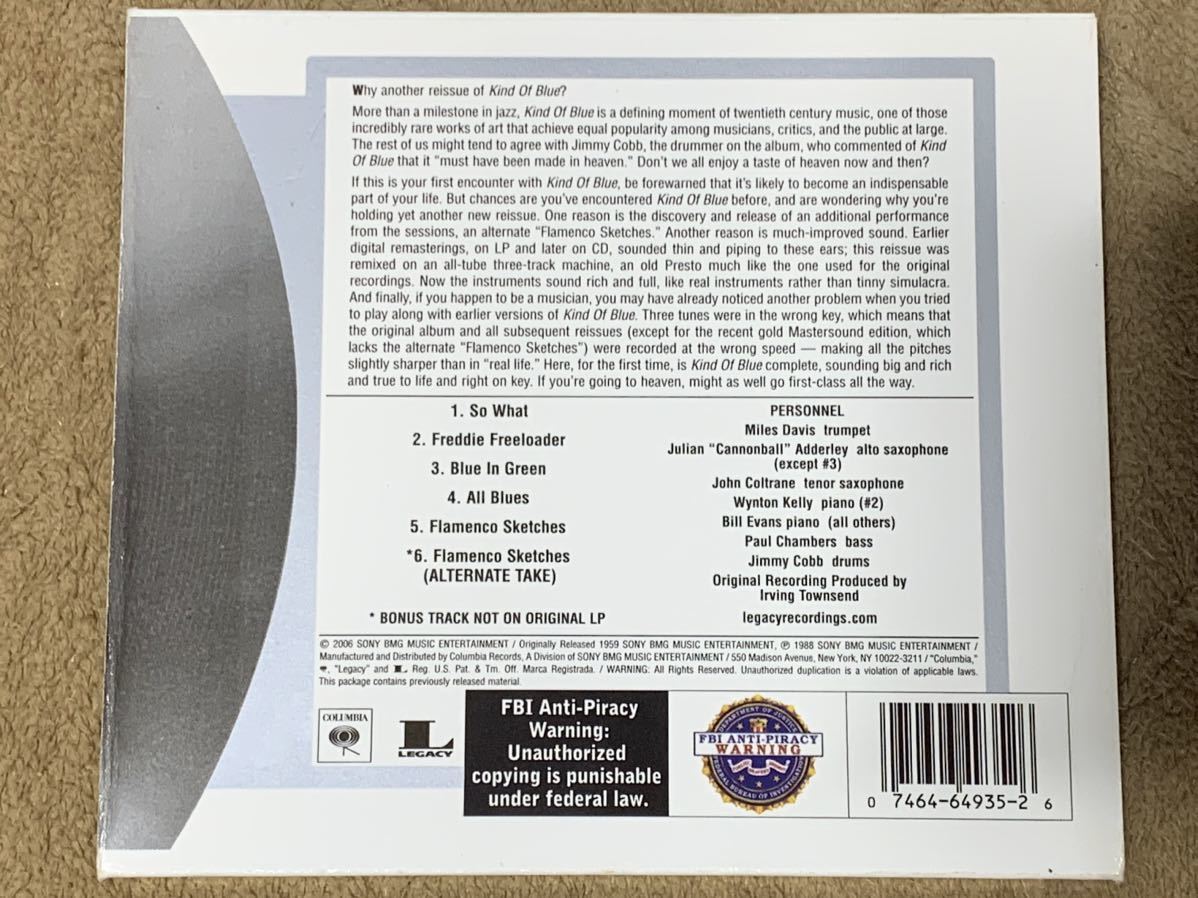 Why another reissue of Kind Of Blue?
More than a milestone in jazz, Kind Of Blue is a defining moment of twentieth century music, one of those
incredibly rare works of art that achieve equal popularity among musicians, critics, and the public at large.
The rest of us might tend to agree with Jimmy Cobb, the drummer on the album, who commented of Kind
Of Blue that it "must have been made in heaven." Don't we all enjoy a taste of heaven now and then?
If this is your first encounter with Kind Of Blue, be forewarned that it's likely to become an indispensable
part of your life. But chances are you've encountered Kind Of Blue before, and are wondering why you're
holding yet another new reissue. One reason is the discovery and release of an additional performance
from the sessions, an alternate "Flamenco Sketches." Another reason is much-improved sound. Earlier
digital remasterings, on LP and later on CD, sounded thin and piping to these ears; this reissue was
remixed on an all-tube three-track machine, an old Presto much like the one used for the original
recordings. Now the instruments sound rich and full, like real instruments rather than tinny simulacra.
And finally, if you happen to be a musician, you may have already noticed another problem when you tried
to play along with earlier versions of Kind Of Blue. Three tunes were in the wrong key, which means that
the original album and all subsequent reissues (except for the recent gold Mastersound edition, which
lacks the alternate "Flamenco Sketches") were recorded at the wrong speed — making all the pitches
slightly sharper than in "real life." Here, for the first time, is Kind Of Blue complete, sounding big and rich
and true to life and right on key. If you're going to heaven, might as well go first-class all the way.
1. So What
2. Freddie Freeloader
3. Blue In Green
4. All Blues
5. Flamenco Sketches
*6. Flamenco Sketches
(ALTERNATE TAKE)
* BONUS TRACK NOT ON ORIGINAL LP
PERSONNEL
Miles Davis trumpet
Julian "Cannonball" Adderley alto saxophone
(except #3)
John Coltrane tenor saxophone
Wynton Kelly piano (#2)
Bill Evans piano (all others)
Paul Chambers bass
Jimmy Cobb drums
Original Recording Produced by
Irving Townsend
legacyrecordings.com
© 2006 SONY BMG MUSIC ENTERTAINMENT / Originally Released 1959 SONY BMG MUSIC ENTERTAINMENT, ℗ 1988 SONY BMG MUSIC ENTERTAINMENT /
Manufactured and Distributed by Columbia Records, A Division of SONY BMG MUSIC ENTERTAINMENT / 550 Madison Avenue, New York, NY 10022-3211 / "Columbia,"
"Legacy" and L Reg. U.S. Pat. & Tm. Off. Marca Registrada. / WARNING: All Rights Reserved. Unauthorized duplication is a violation of applicable laws.
This package contains previously released material.
COLUMBIA
L
LEGACY
FBI Anti-Piracy
Warning:
Unauthorized
copying is punishable
under federal law.
DEPARTMENT OF JUSTICE
FBI ANTI-PIRACY
WARNING
FEDERAL BUREAU OF INVESTIGATION
0 7464-64935-2 6